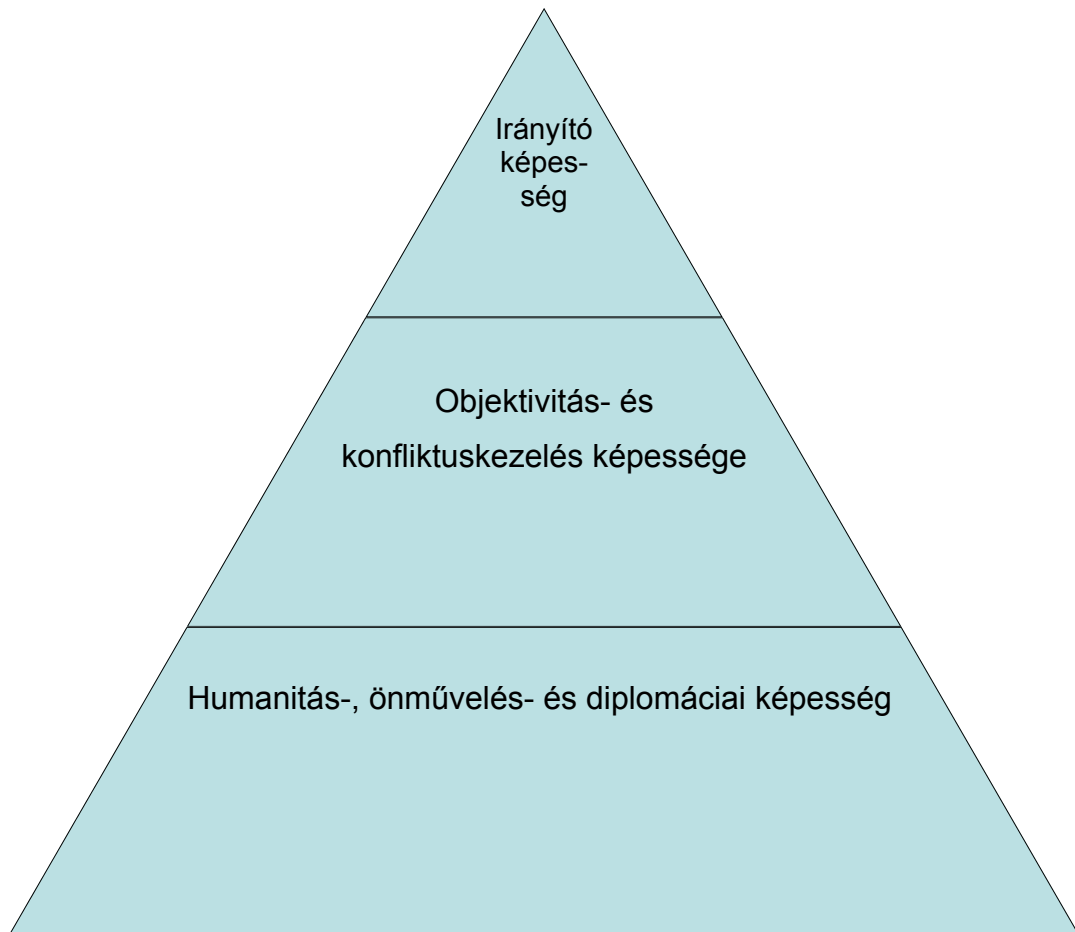 Irányító
képes-
ség
Objektivitás- és
konfliktuskezelés képessége
Humanitás-, önművelés- és diplomáciai képesség